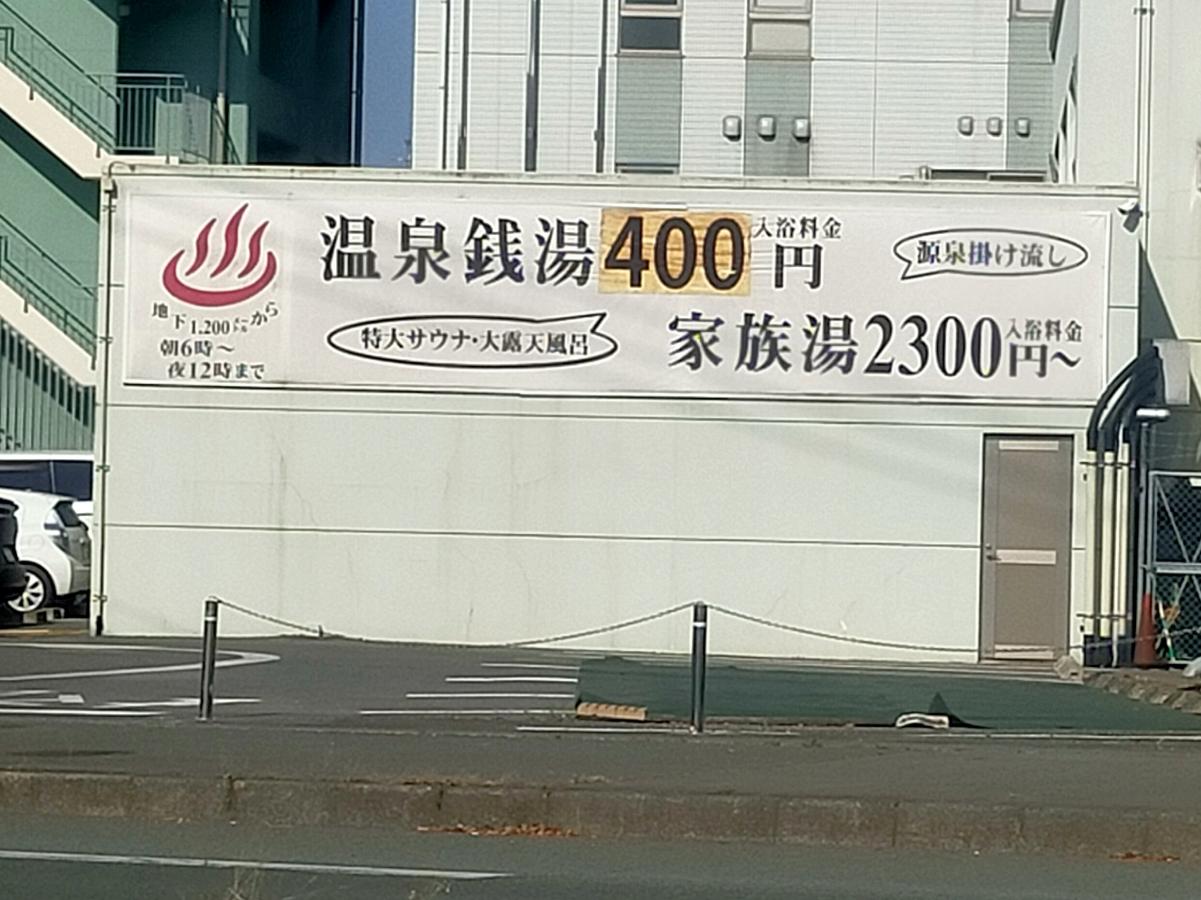 温泉銭湯400円
入浴料金
源泉掛け流し
地下1,200メートルから
朝6時～
夜12時まで
特大サウナ・大露天風呂
家族湯2300円～
入浴料金